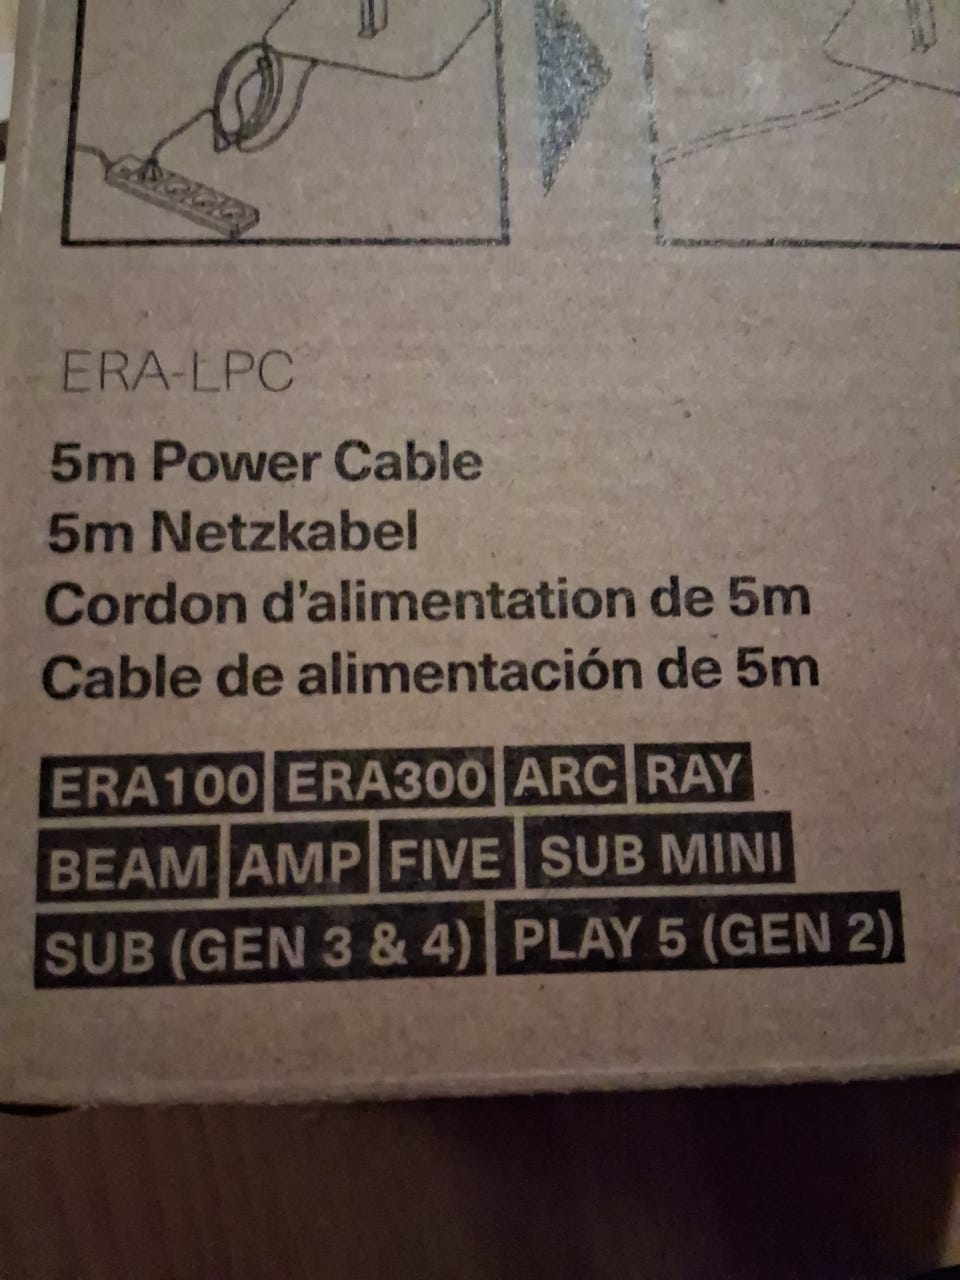 ERA-LPC
5m Power Cable
5m Netzkabel
Cordon d'alimentation de 5m
Cable de alimentación de 5m
ERA100 ERA300 ARC RAY
BEAM AMP FIVE SUB MINI
SUB (GEN 3 & 4) PLAY 5 (GEN 2)